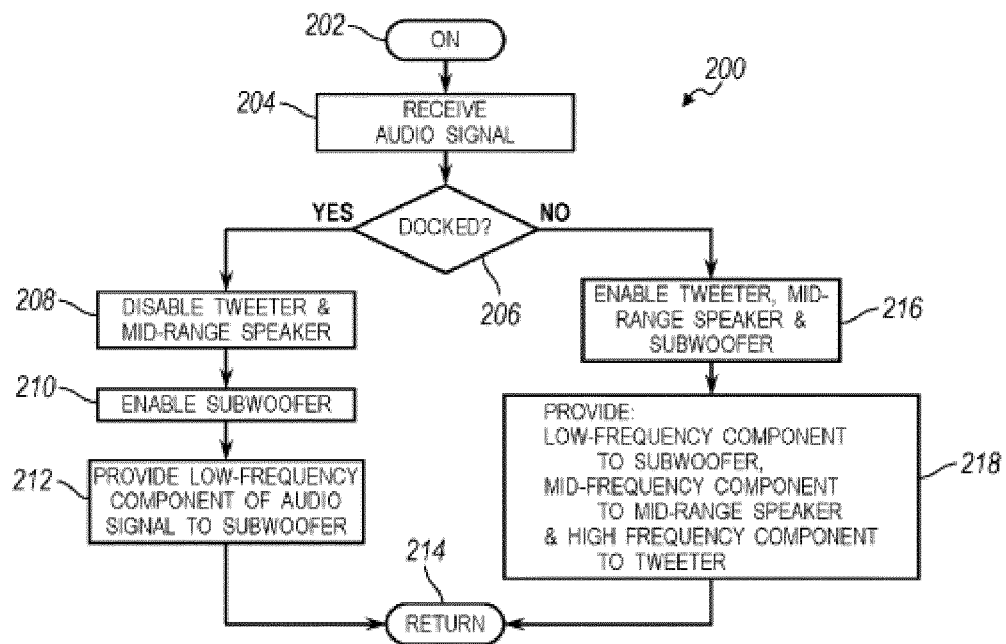 202
ON
200
204
RECEIVE
AUDIO SIGNAL
YES
DOCKED?
NO
206
208
DISABLE TWEETER &
MID-RANGE SPEAKER
210
ENABLE SUBWOOFER
212
PROVIDE LOW-FREQUENCY
COMPONENT OF AUDIO
SIGNAL TO SUBWOOFER
ENABLE TWEETER, MID-
RANGE SPEAKER &
SUBWOOFER
216
PROVIDE:
LOW-FREQUENCY COMPONENT
TO SUBWOOFER,
MID-FREQUENCY COMPONENT
TO MID-RANGE SPEAKER
& HIGH FREQUENCY COMPONENT
TO TWEETER
218
214
RETURN